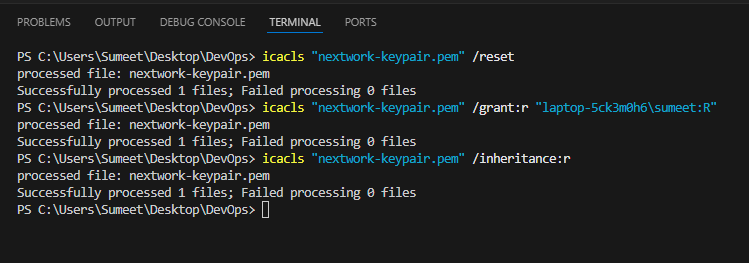 PROBLEMS OUTPUT DEBUG CONSOLE TERMINAL PORTS
PS C:\Users\Sumeet\Desktop\DevOps> icacls "nextwork-keypair.pem" /reset
processed file: nextwork-keypair.pem
Successfully processed 1 files; Failed processing 0 files
PS C:\Users\Sumeet\Desktop\DevOps> icacls "nextwork-keypair.pem" /grant:r "laptop-5ck3m0h6\sumeet:R"
processed file: nextwork-keypair.pem
Successfully processed 1 files; Failed processing 0 files
PS C:\Users\Sumeet\Desktop\DevOps> icacls "nextwork-keypair.pem" /inheritance:r
processed file: nextwork-keypair.pem
Successfully processed 1 files; Failed processing 0 files
PS C:\Users\Sumeet\Desktop\DevOps>